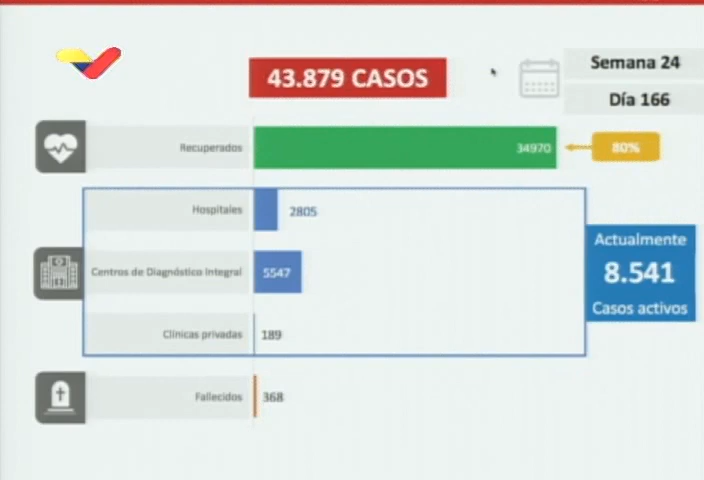 43.879 CASOS
Semana 24
Día 166
Recuperados
34970
80%
Hospitales
2805
Centros de Diagnóstico Integral
5547
Clínicas privadas
189
Actualmente
8.541
Casos activos
Fallecidos
368